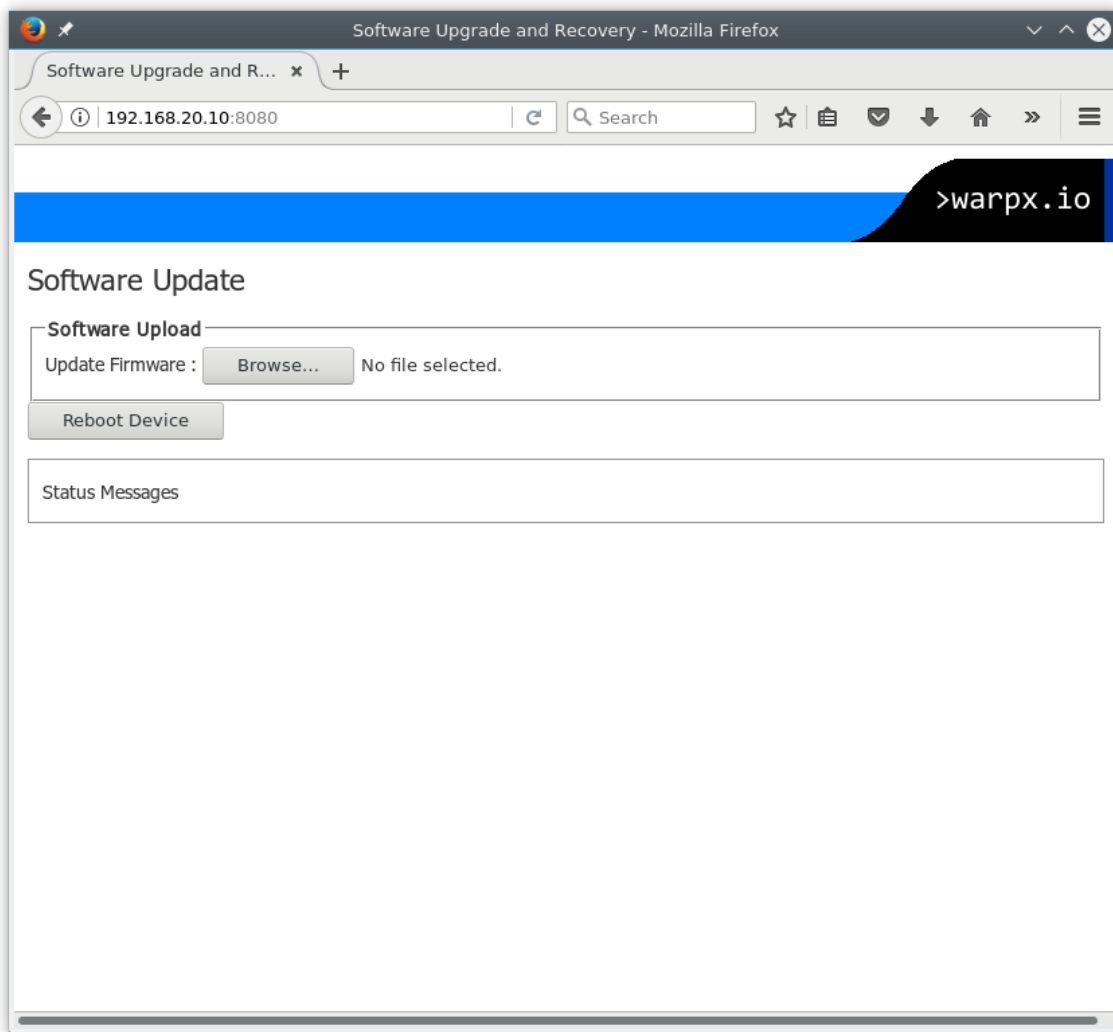 Software Upgrade and Recovery - Mozilla Firefox
Software Upgrade and R...
192.168.20.10:8080
Search
>warpx.io
Software Update
Software Upload
Update Firmware : Browse... No file selected.
Reboot Device
Status Messages